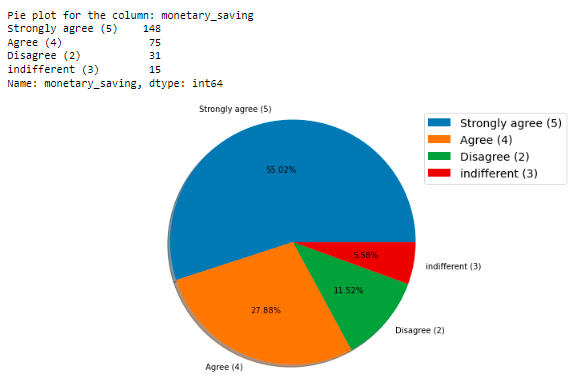 Pie plot for the column: monetary_saving
Strongly agree (5)    148
Agree (4)              75
Disagree (2)           31
indifferent (3)        15
Name: monetary_saving, dtype: int64
Strongly agree (5)
Strongly agree (5)
Agree (4)
Disagree (2)
indifferent (3)
55.02%
5.58%
indifferent (3)
11.52%
27.88%
Disagree (2)
Agree (4)